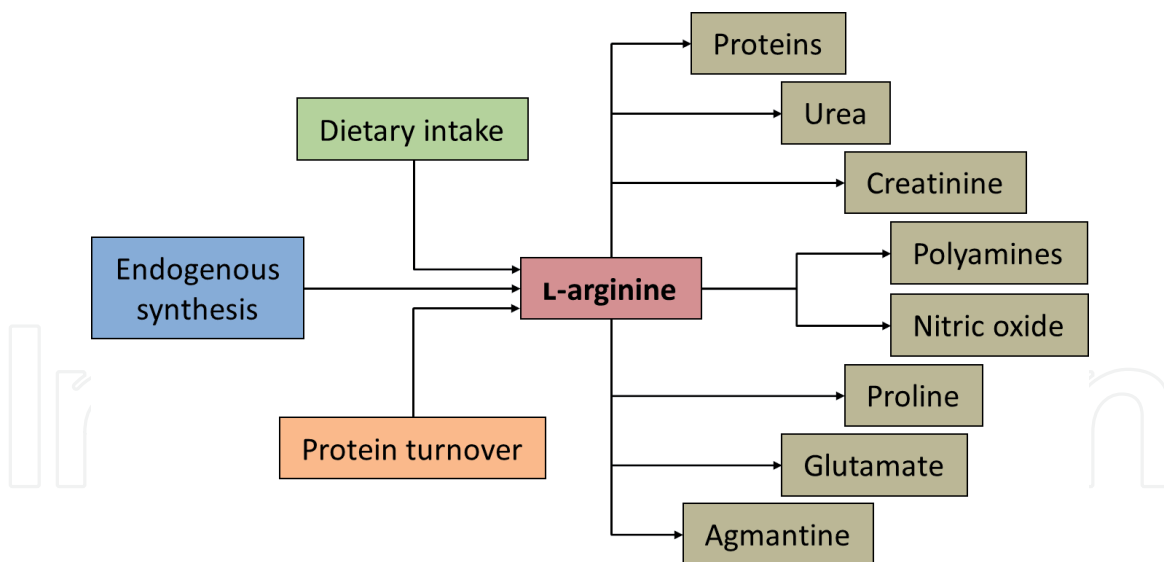 Proteins
Urea
Dietary intake
Creatinine
Polyamines
Endogenous
synthesis
ʟ-arginine
Nitric oxide
Proline
Protein turnover
Glutamate
Agmantine